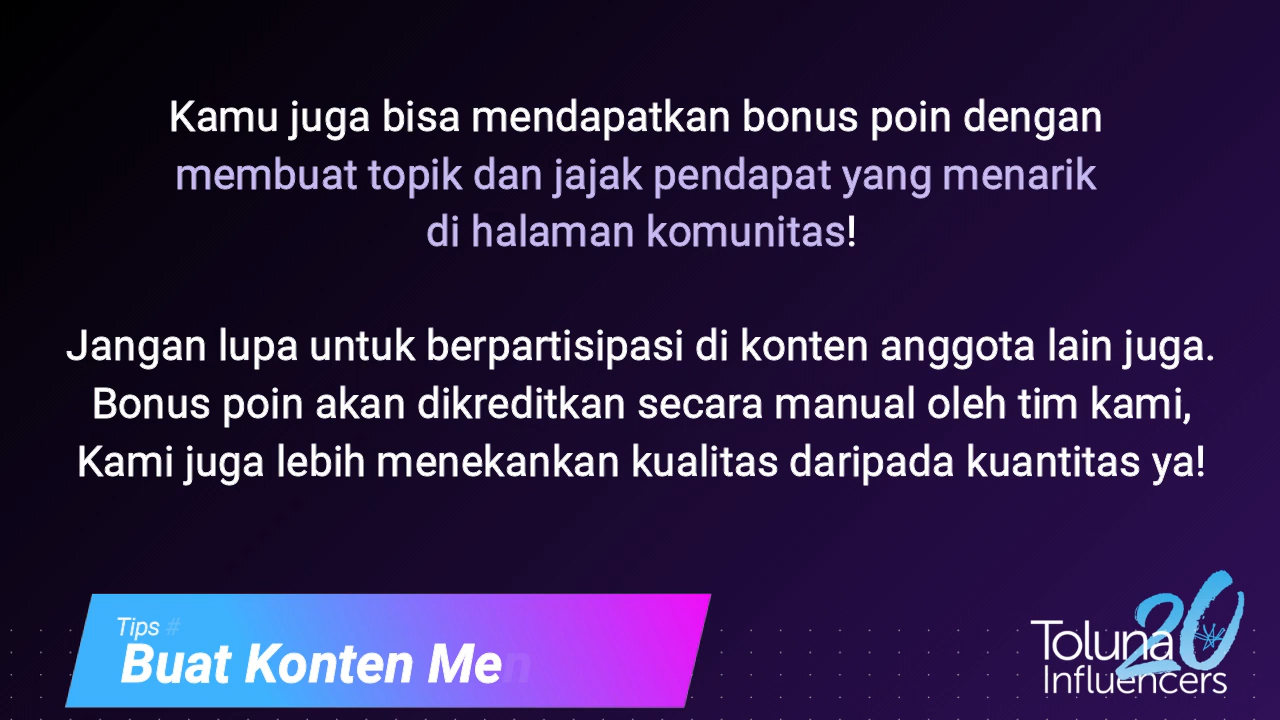 Kamu juga bisa mendapatkan bonus poin dengan
membuat topik dan jajak pendapat yang menarik
di halaman komunitas!
Jangan lupa untuk berpartisipasi di konten anggota lain juga.
Bonus poin akan dikreditkan secara manual oleh tim kami,
Kami juga lebih menekankan kualitas daripada kuantitas ya!
Tips #
Buat Konten Men
Toluna 20
Influencers